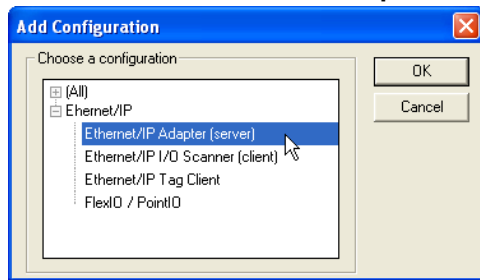 Add Configuration
Choose a configuration
(All)
Ehernet/IP
Ethernet/IP Adapter (server)
Ethernet/IP I/O Scanner (client)
Ethernet/IP Tag Client
FlexIO / PointIO
OK
Cancel